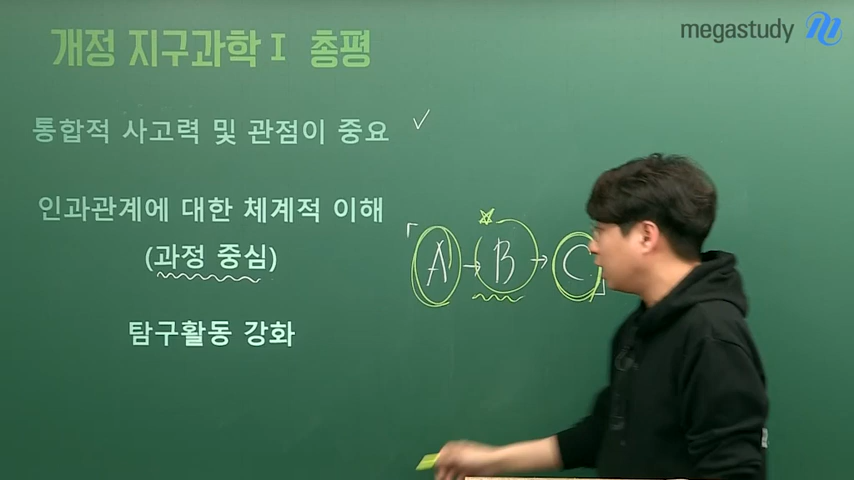 megastudy
개정 지구과학Ⅰ 총평
통합적 사고력 및 관점이 중요
인과관계에 대한 체계적 이해
(과정 중심)
「A→B→C」
탐구활동 강화